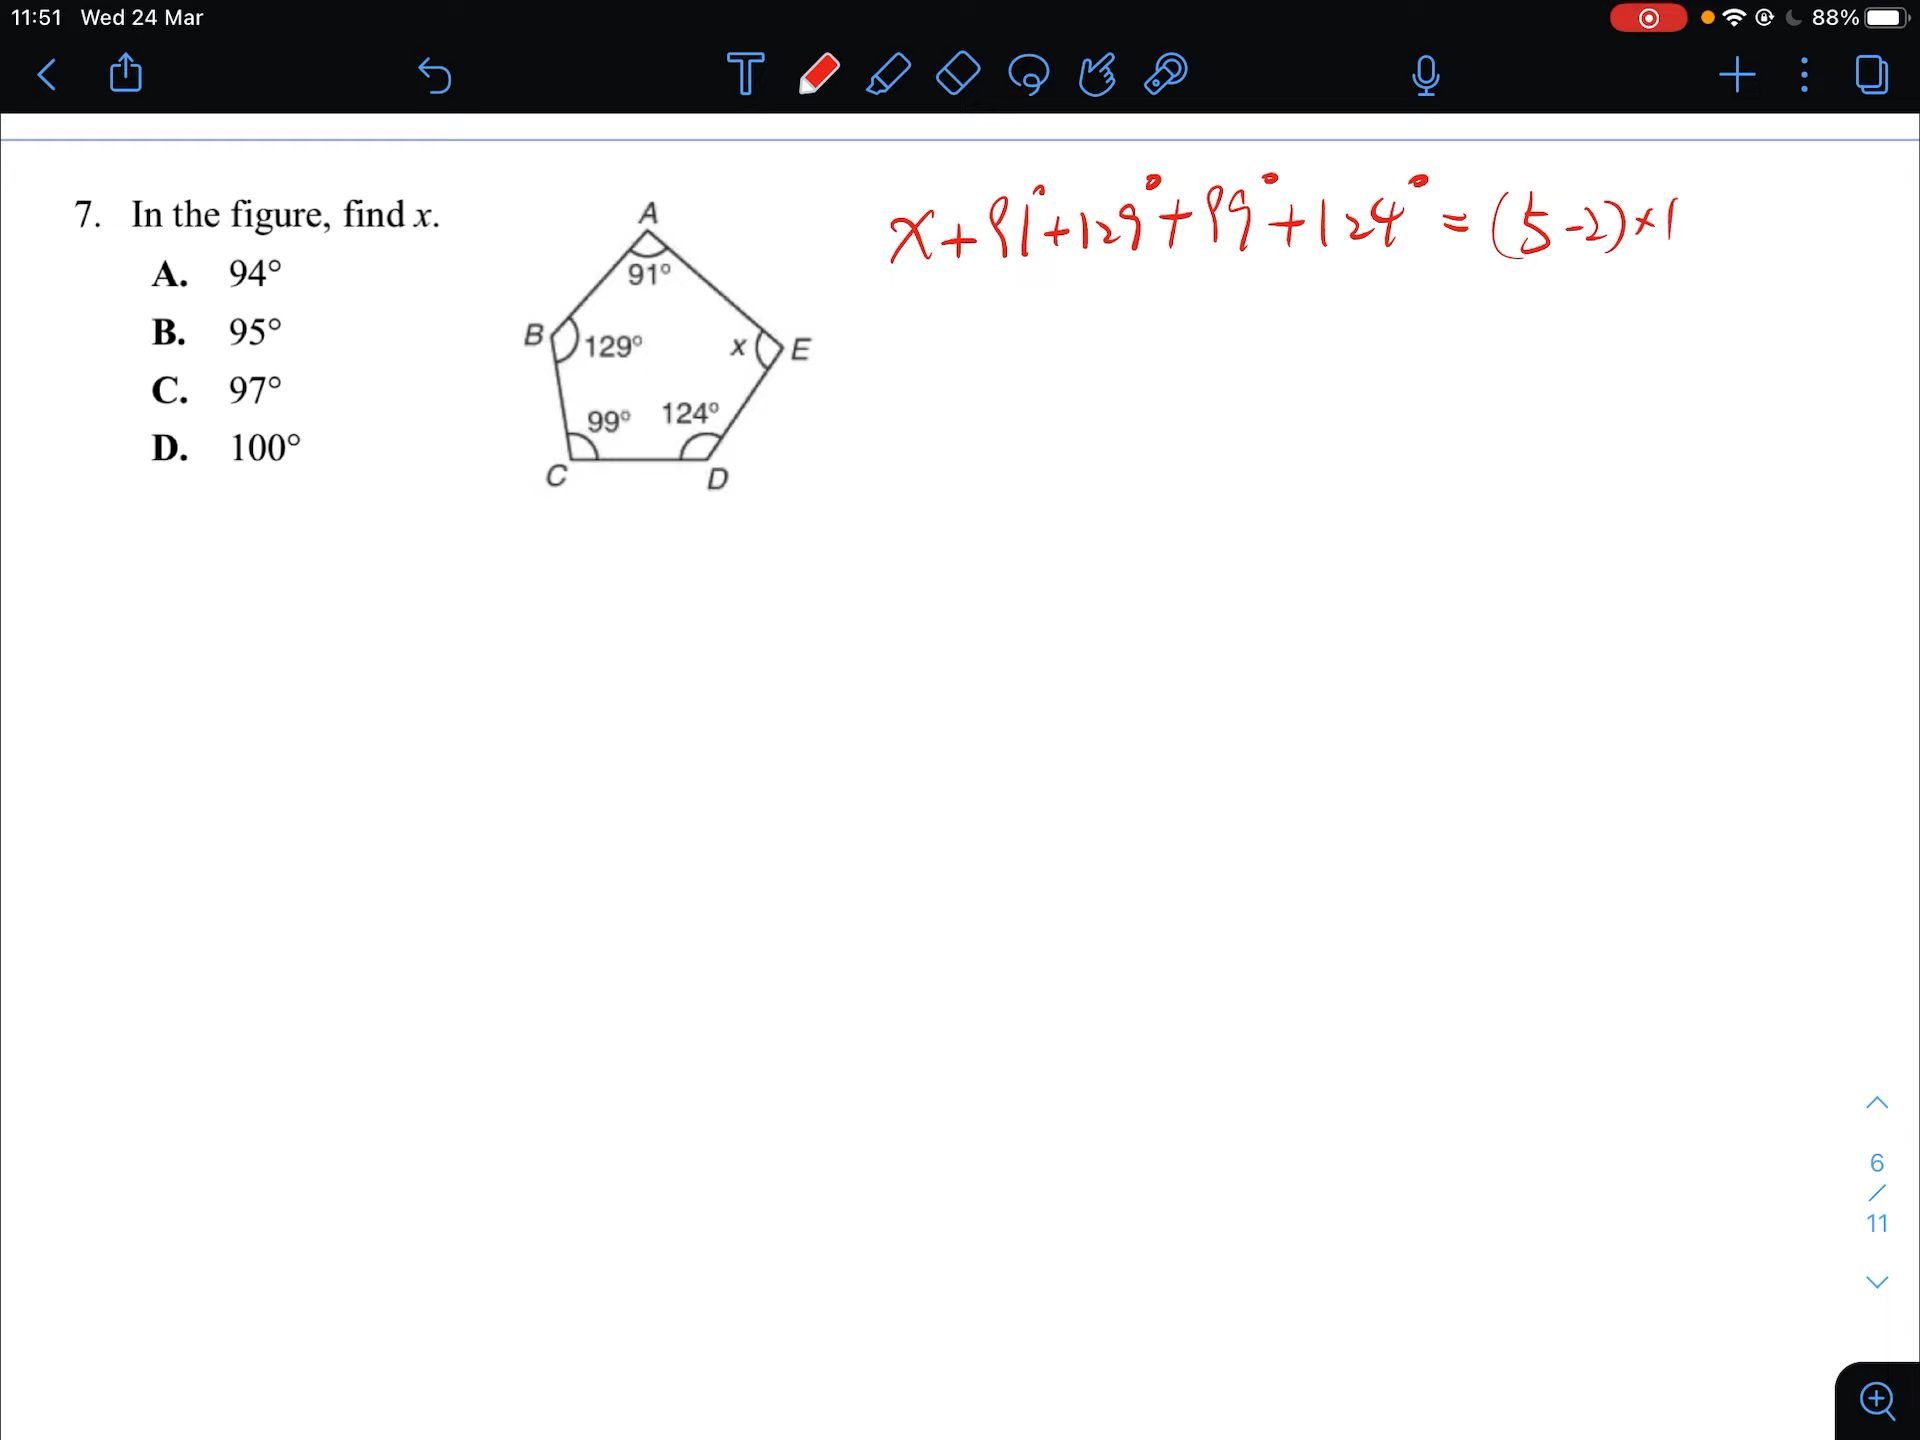 11:51 Wed 24 Mar
88%
7. In the figure, find x.
A. 94°
B. 95°
C. 97°
D. 100°
A
91°
B
129°
x
E
99°
124°
C
D
x + 91° + 129° + 99° + 124° = (5-2)×1
6
/
11